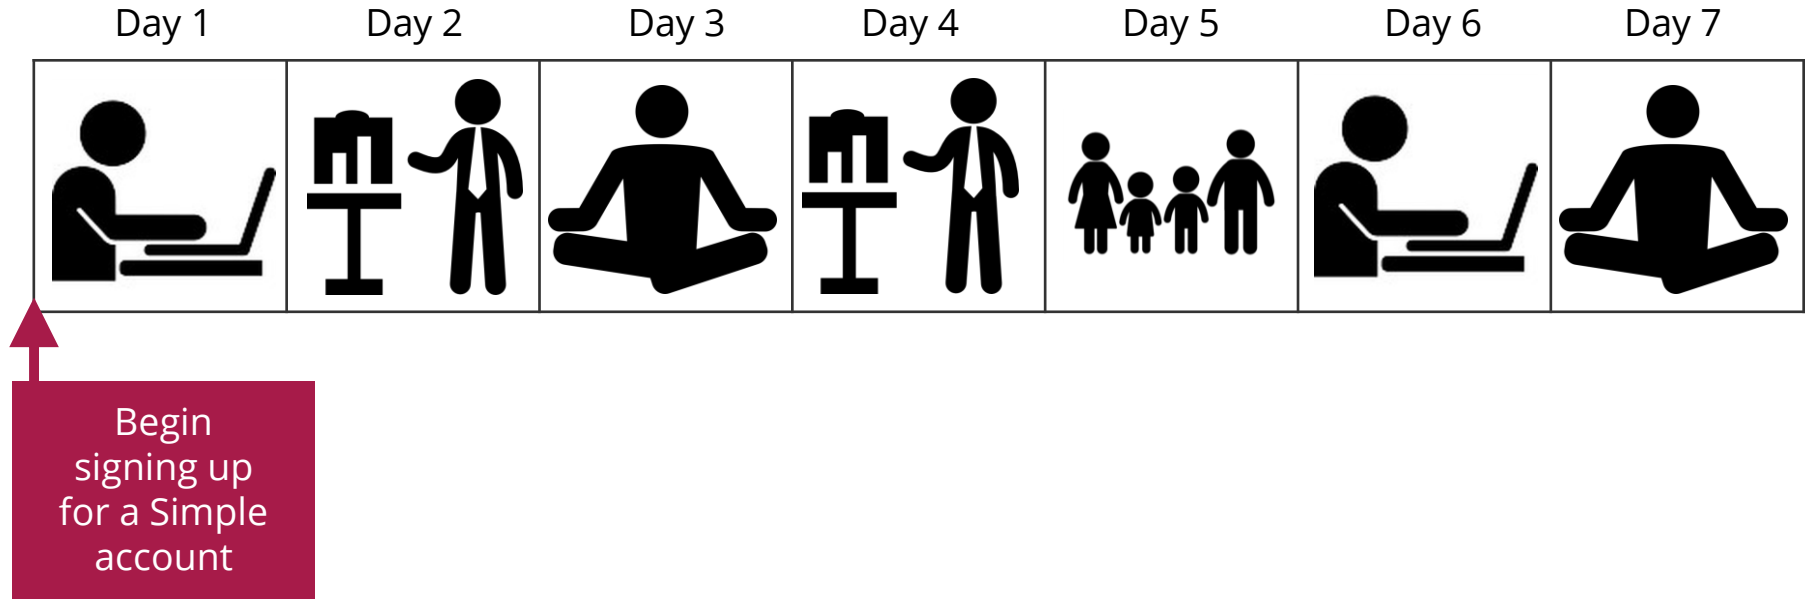 Day 1 Day 2 Day 3 Day 4 Day 5 Day 6 Day 7
Begin
signing up
for a Simple
account